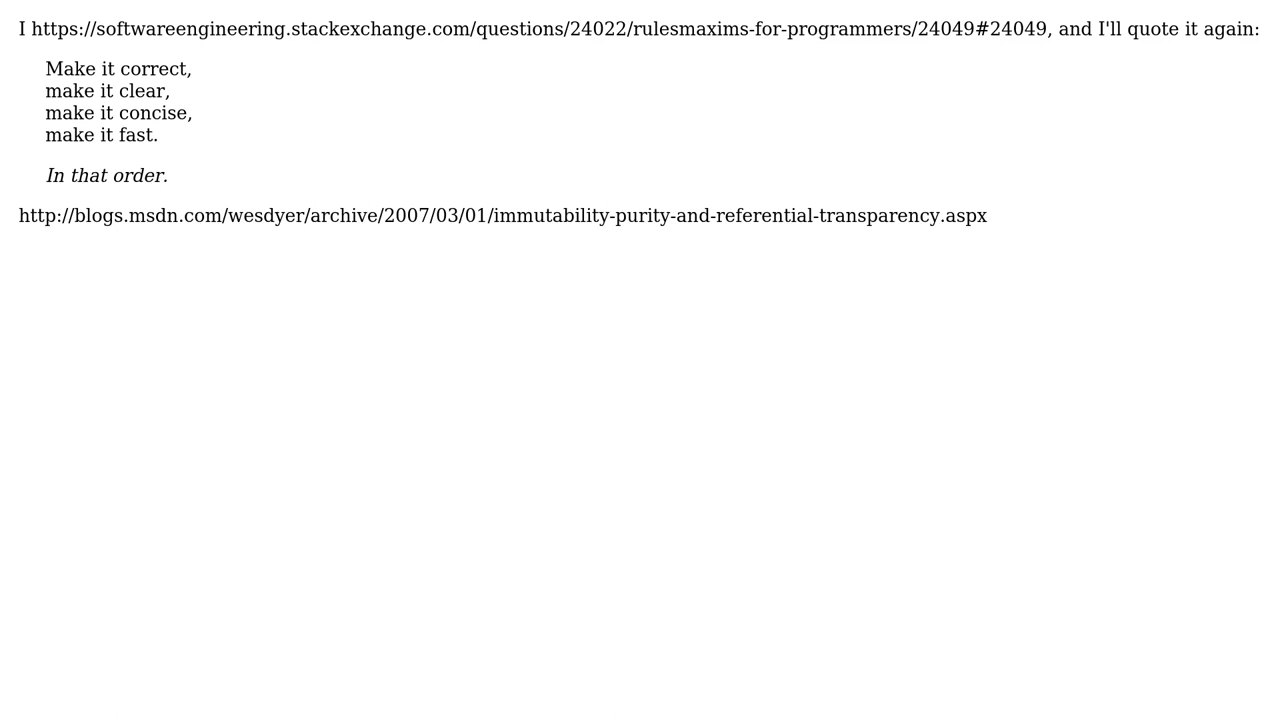 I https://softwareengineering.stackexchange.com/questions/24022/rulesmaxims-for-programmers/24049#24049, and I'll quote it again:
Make it correct,
make it clear,
make it concise,
make it fast.
In that order.
http://blogs.msdn.com/wesdyer/archive/2007/03/01/immutability-purity-and-referential-transparency.aspx